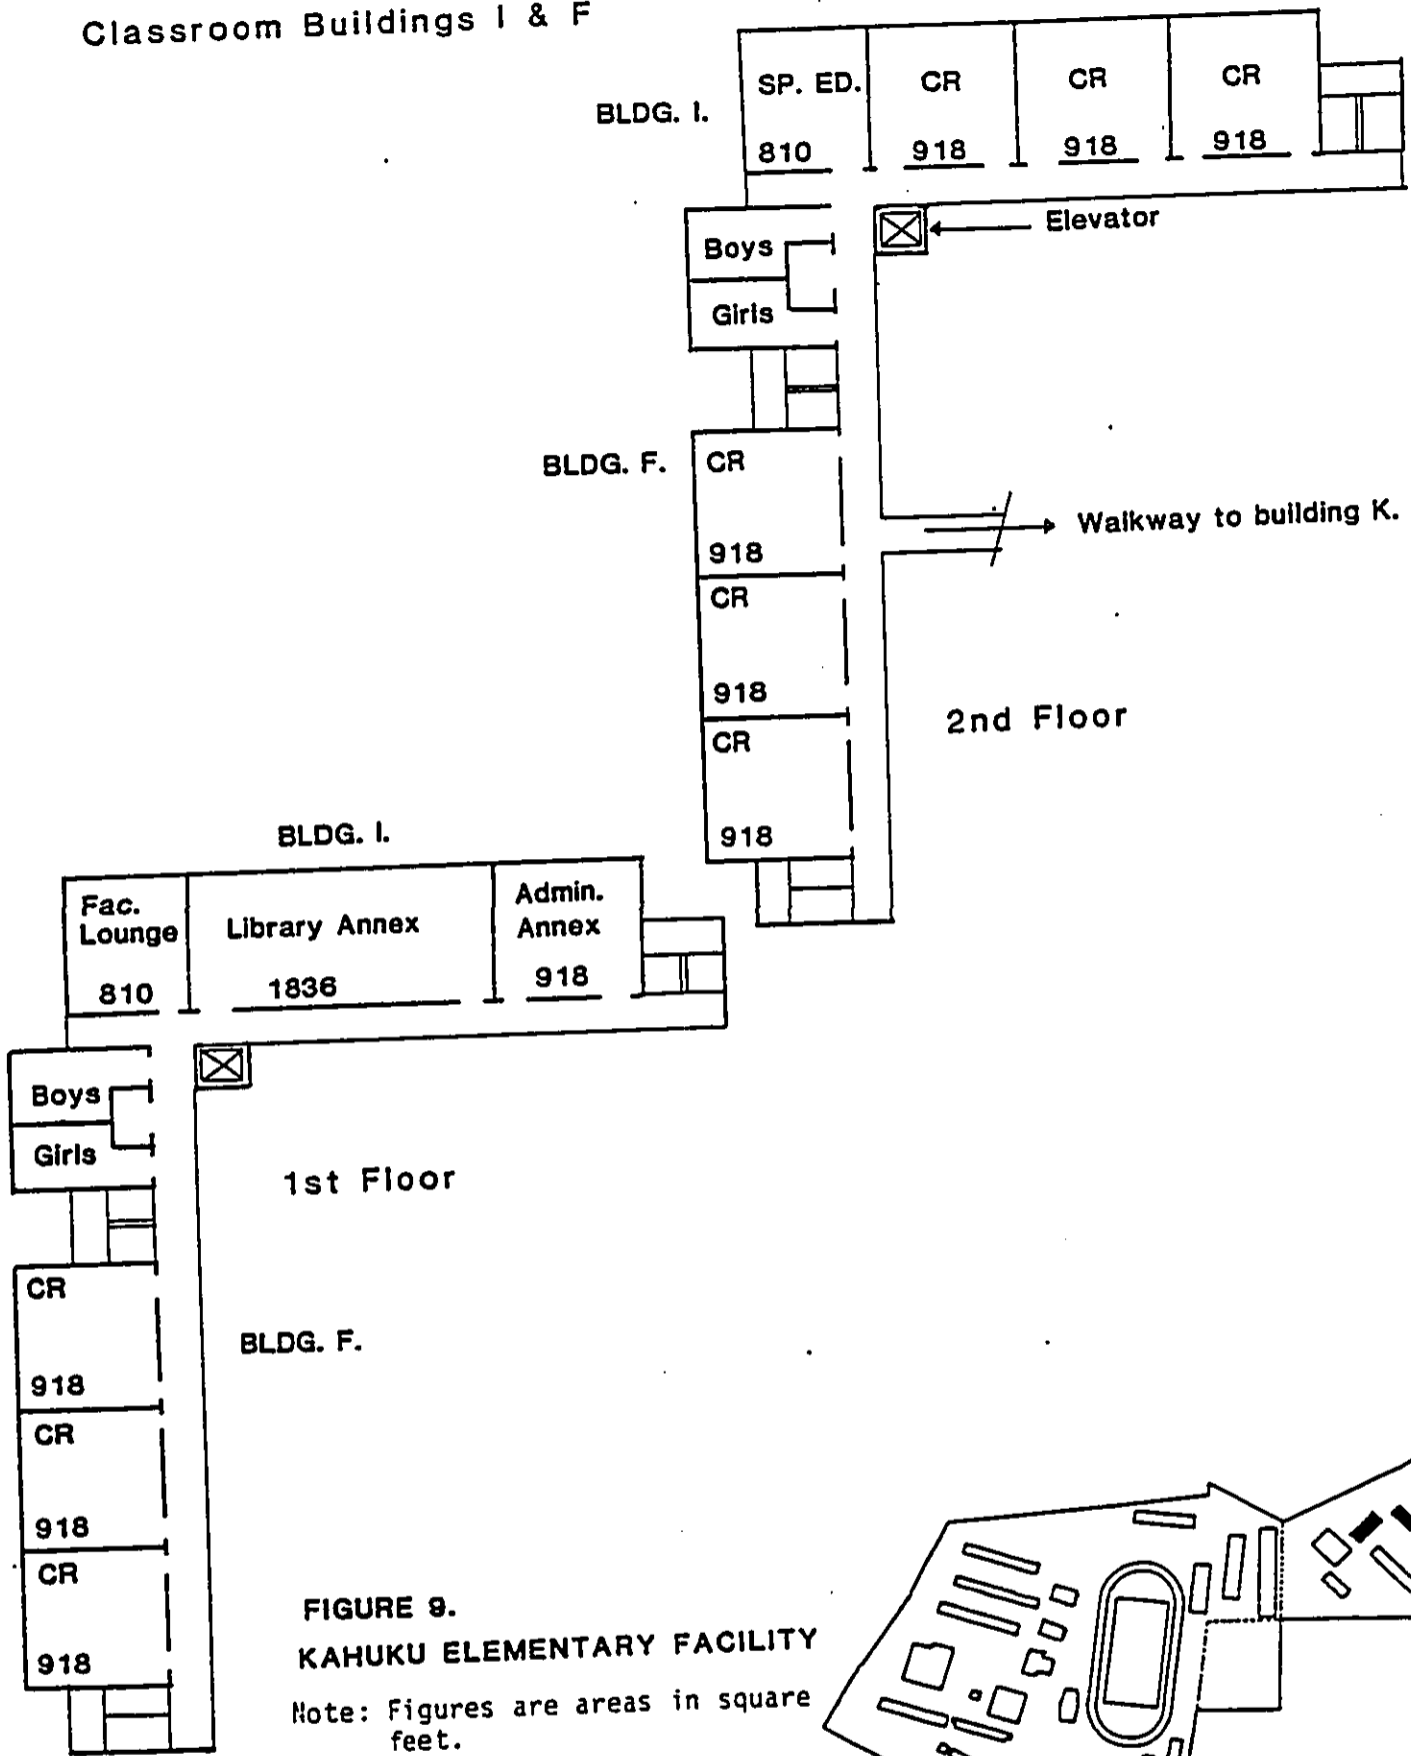 Classroom Buildings I & F
BLDG. I.
SP. ED.
810
CR
918
CR
918
CR
918
Elevator
Boys
Girls
BLDG. F.
CR
918
CR
918
CR
918
Walkway to building K.
2nd Floor
BLDG. I.
Fac.
Lounge
810
Library Annex
1836
Admin.
Annex
918
Boys
Girls
1st Floor
BLDG. F.
CR
918
CR
918
CR
918
FIGURE 9.
KAHUKU ELEMENTARY FACILITY
Note: Figures are areas in square
feet.